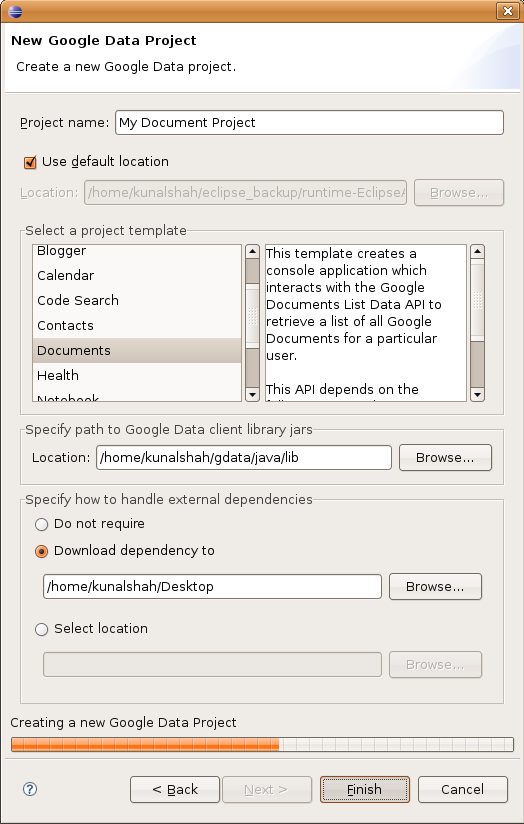 New Google Data Project
Create a new Google Data project.
Project name: My Document Project
Use default location
Location: /home/kunalshah/eclipse_backup/runtime-Eclipse Browse...
Select a project template
Blogger
Calendar
Code Search
Contacts
Documents
Health
Notebook
This template creates a
console application which
interacts with the Google
Documents List Data API to
retrieve a list of all Google
Documents for a particular
user.
This API depends on the
Specify path to Google Data client library jars
Location: /home/kunalshah/gdata/java/lib Browse...
Specify how to handle external dependencies
Do not require
Download dependency to
/home/kunalshah/Desktop Browse...
Select location
Browse...
Creating a new Google Data Project
? < Back Next > Finish Cancel